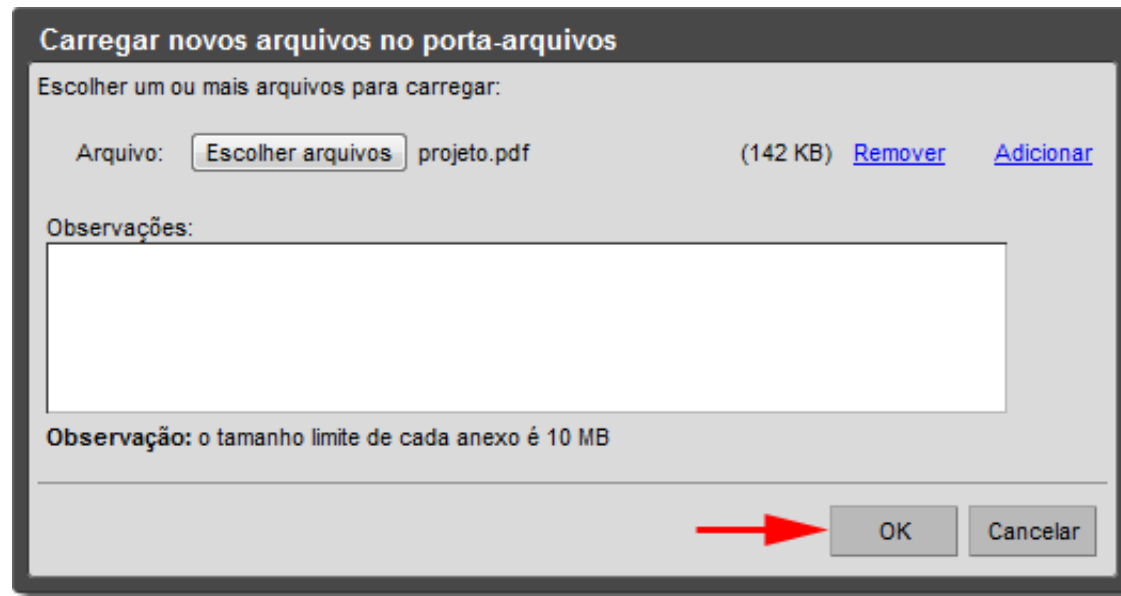 Carregar novos arquivos no porta-arquivos
Escolher um ou mais arquivos para carregar:
Arquivo: Escolher arquivos projeto.pdf (142 KB) Remover Adicionar
Observações:
Observação: o tamanho limite de cada anexo é 10 MB
OK Cancelar